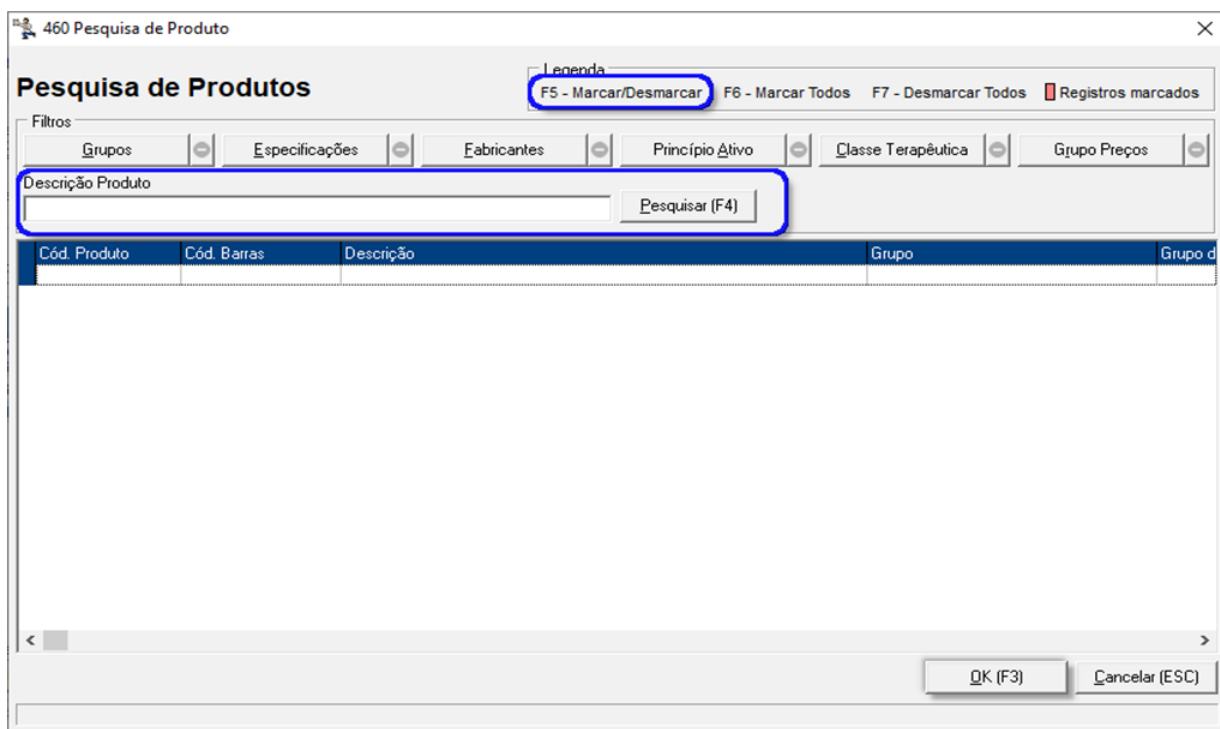 460 Pesquisa de Produto
Pesquisa de Produtos
Legenda
F5 - Marcar/Desmarcar F6 - Marcar Todos F7 - Desmarcar Todos Registros marcados
Filtros
Grupos Especificações Fabricantes Princípio Ativo Classe Terapêutica Grupo Preços
Descrição Produto
Pesquisar (F4)
Cód. Produto Cód. Barras Descrição Grupo Grupo d
OK (F3) Cancelar (ESC)